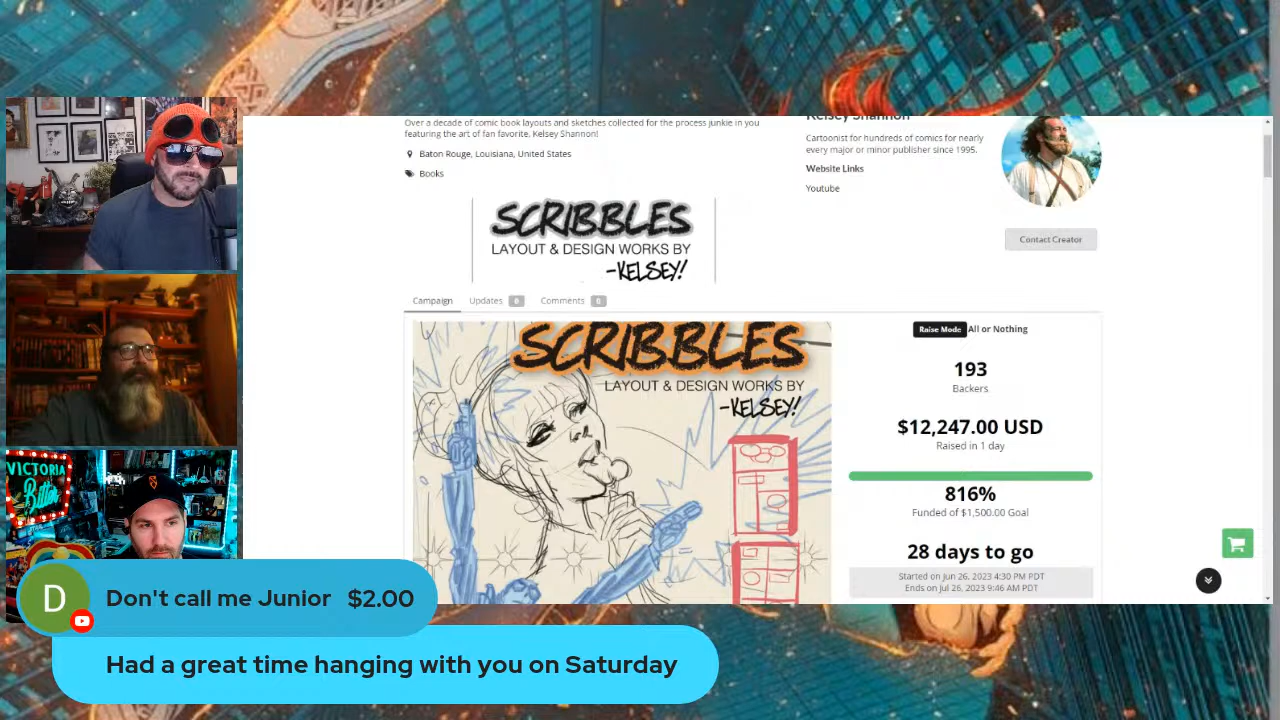 Over a decade of comic book layouts and sketches collected for the process junkie in you
featuring the art of fan favorite, Kelsey Shannon!
Baton Rouge, Louisiana, United States
Books
Kelsey Shannon
Cartoonist for hundreds of comics for nearly
every major or minor publisher since 1995.
Website Links
Youtube
Contact Creator
SCRIBBLES
LAYOUT & DESIGN WORKS BY
-KELSEY!
Campaign
Updates 0
Comments 6
SCRIBBLES
LAYOUT & DESIGN WORKS BY
-KELSEY!
Raise Mode All or Nothing
193
Backers
$12,247.00 USD
Raised in 1 day
816%
Funded of $1,500.00 Goal
28 days to go
Started on Jun 26, 2023 4:30 PM PDT
Ends on Jul 26, 2023 9:46 AM PDT
VICTORIA
Bitter
D
Don't call me Junior $2.00
Had a great time hanging with you on Saturday